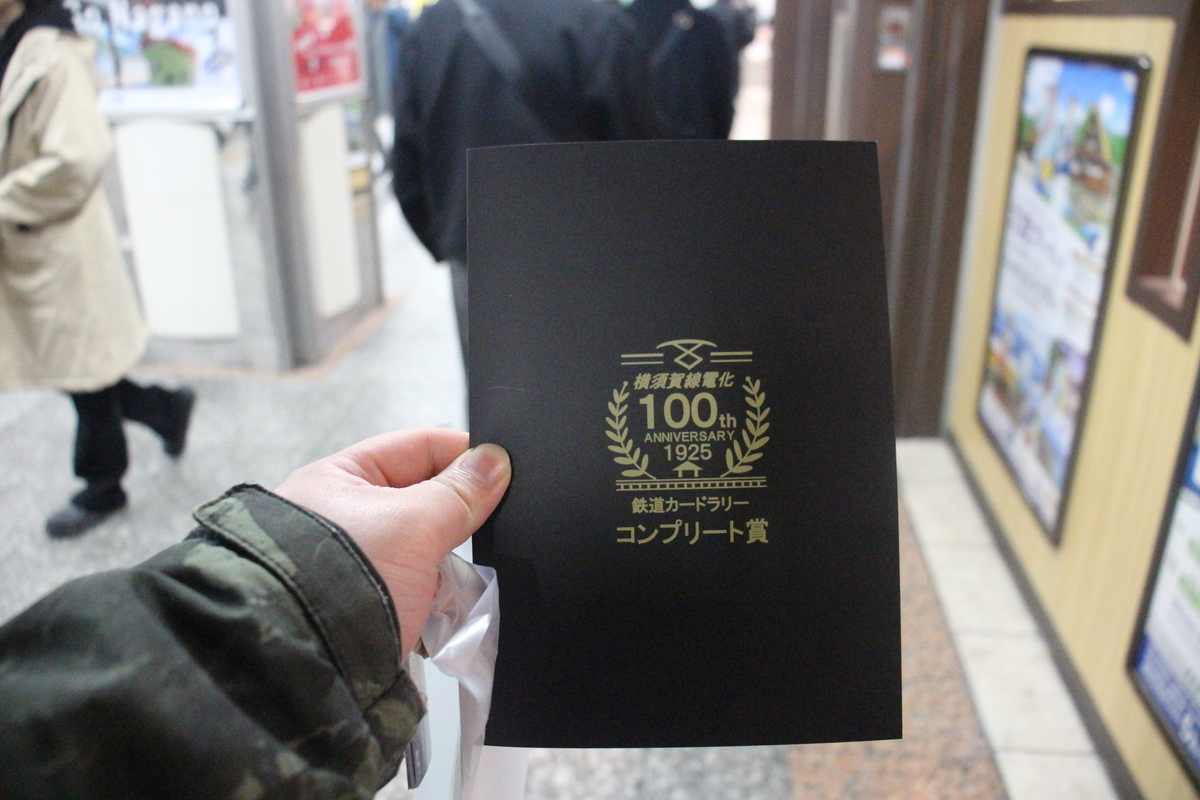 横須賀線電化
100th
ANNIVERSARY
1925
鉄道カードラリー
コンプリート賞